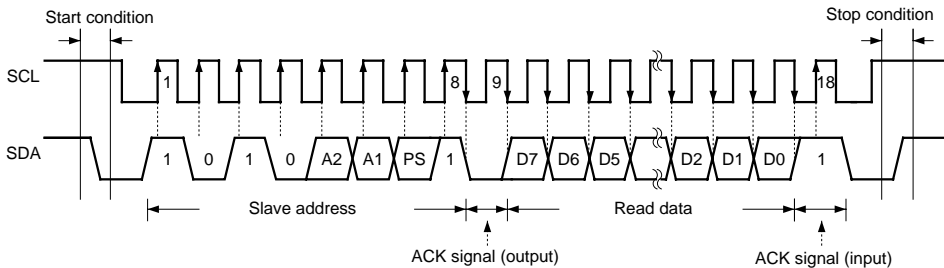 Start condition
Stop condition
SCL
1
8
9
18
SDA
1 0 1 0 A2 A1 PS 1 D7 D6 D5 D2 D1 D0 1
Slave address
Read data
ACK signal (output)
ACK signal (input)